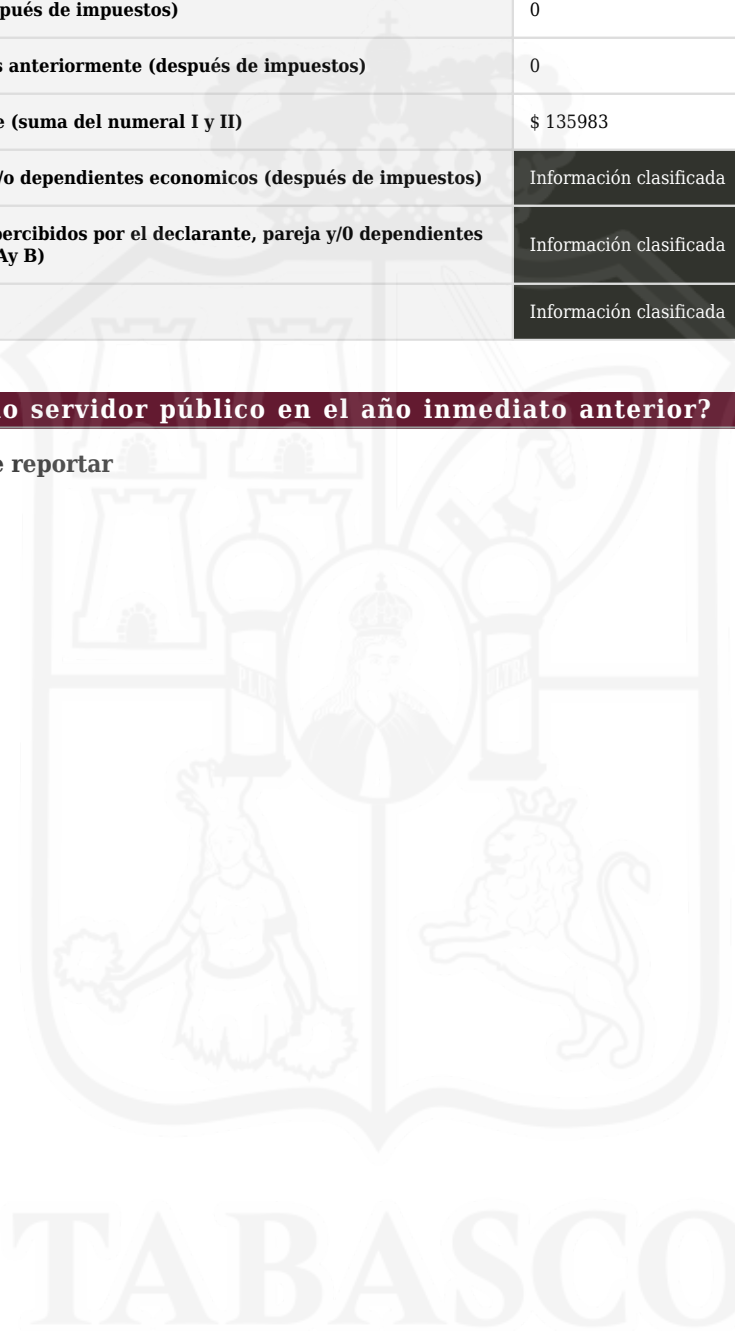 pués de impuestos) 0
s anteriormente (después de impuestos) 0
e (suma del numeral I y II) $ 135983
/o dependientes economicos (después de impuestos) Información clasificada
percibidos por el declarante, pareja y/0 dependientes
Ay B) Información clasificada
Información clasificada
o servidor público en el año inmediato anterior?
e reportar
PLUS ULTRA
TABASCO